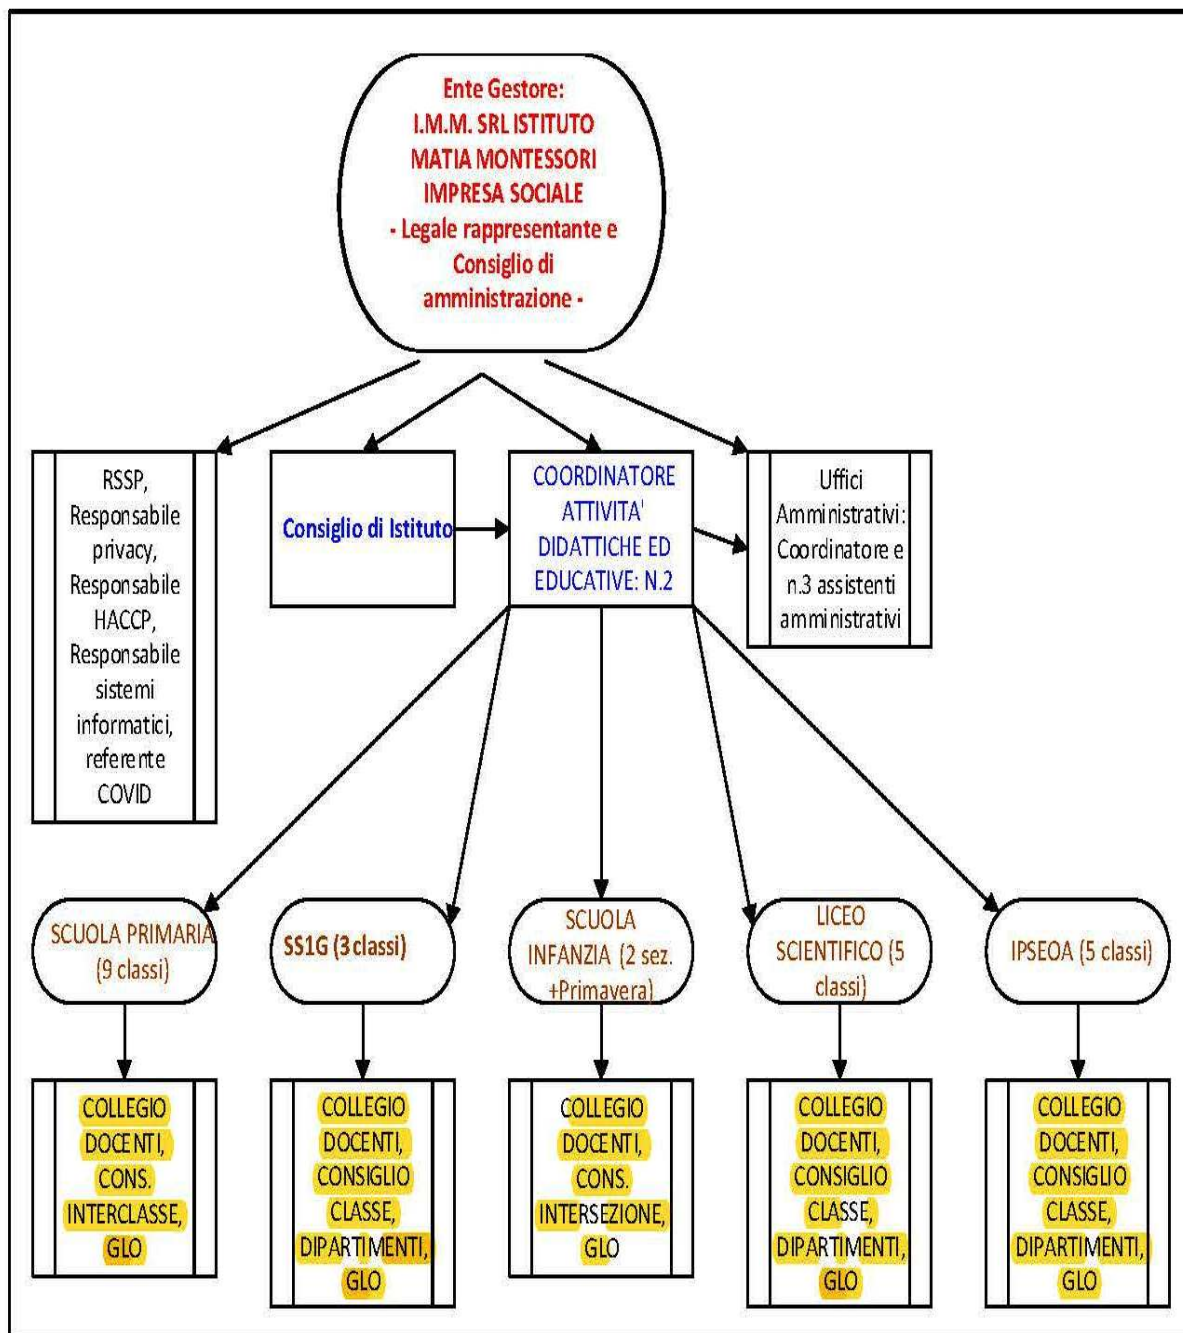 Ente Gestore:
I.M.M. SRL ISTITUTO
MATIA MONTESSORI
IMPRESA SOCIALE
- Legale rappresentante e
Consiglio di
amministrazione -
RSSP,
Responsabile
privacy,
Responsabile
HACCP,
Responsabile
sistemi
informatici,
referente
COVID
Consiglio di Istituto
COORDINATORE
ATTIVITA'
DIDATTICHE ED
EDUCATIVE: N.2
Uffici
Amministrativi:
Coordinatore e
n.3 assistenti
amministrativi
SCUOLA PRIMARIA
(9 classi)
SS1G (3 classi)
SCUOLA
INFANZIA (2 sez.
+Primavera)
LICEO
SCIENTIFICO (5
classi)
IPSEOA (5 classi)
COLLEGIO
DOCENTI,
CONS.
INTERCLASSE,
GLO
COLLEGIO
DOCENTI,
CONSIGLIO
CLASSE,
DIPARTIMENTI,
GLO
COLLEGIO
DOCENTI,
CONS.
INTERSEZIONE,
GLO
COLLEGIO
DOCENTI,
CONSIGLIO
CLASSE,
DIPARTIMENTI,
GLO
COLLEGIO
DOCENTI,
CONSIGLIO
CLASSE,
DIPARTIMENTI,
GLO